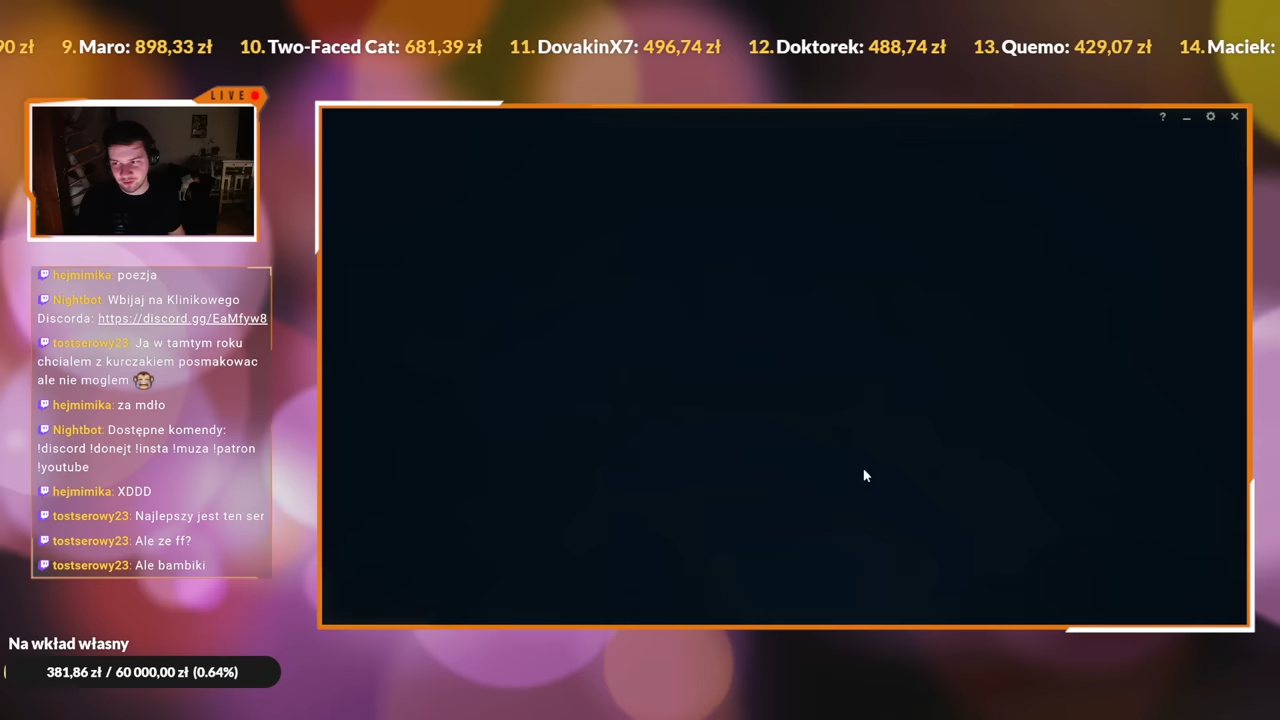 90 zł 9. Maro: 898,33 zł 10. Two-Faced Cat: 681,39 zł 11. DovakinX7: 496,74 zł 12. Doktorek: 488,74 zł 13. Quemo: 429,07 zł 14. Maciek:
LIVE
?
hejmimika: poezja
Nightbot: Wbijaj na Klinikowego
Discorda: https://discord.gg/EaMfyw8
tostserowy23: Ja w tamtym roku
chcialem z kurczakiem posmakowac
ale nie moglem
hejmimika: za mdło
Nightbot: Dostępne komendy:
!discord !donejt !insta !muza !patron
!youtube
hejmimika: XDDD
tostserowy23: Najlepszy jest ten ser
tostserowy23: Ale ze ff?
tostserowy23: Ale bambiki
Na wkład własny
381,86 zł / 60 000,00 zł (0.64%)